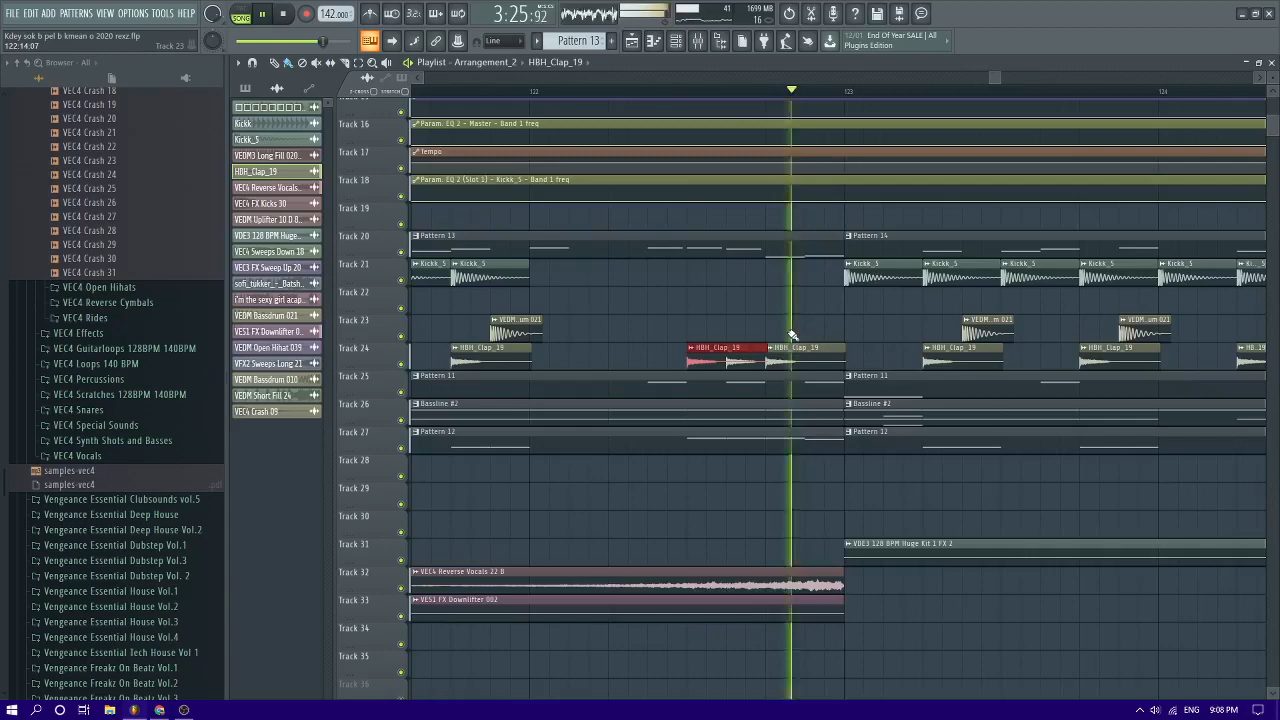 FILE EDIT ADD PATTERNS VIEW OPTIONS TOOLS HELP
SONG
142.000
3:25:92
M:S:CS
41
1699 MB
16
Kdey sok b pel b kmean o 2020 rexz.flp
122:14:07
Track 23
Line
Pattern 13
12/01 End Of Year SALE | All
Plugins Edition
Browser - All
Playlist - Arrangement_2 › HBH_Clap_19
VEC4 Crash 18
VEC4 Crash 19
VEC4 Crash 20
VEC4 Crash 21
VEC4 Crash 22
VEC4 Crash 23
VEC4 Crash 24
VEC4 Crash 25
VEC4 Crash 26
VEC4 Crash 27
VEC4 Crash 28
VEC4 Crash 29
VEC4 Crash 30
VEC4 Crash 31
VEC4 Open Hihats
VEC4 Reverse Cymbals
VEC4 Rides
VEC4 Effects
VEC4 Guitarloops 140BPM 128BPM
VEC4 Loops 140 BPM
VEC4 Percussions
VEC4 Scratches 128BPM 140BPM
VEC4 Snares
VEC4 Special Sounds
VEC4 Synth Shots and Basses
VEC4 Vocals
samples-vec4
samples-vec4 .pdf
Vengeance Essential Clubsounds vol.5
Vengeance Essential Deep House
Vengeance Essential Deep House Vol.2
Vengeance Essential Dubstep Vol.1
Vengeance Essential Dubstep Vol. 2
Vengeance Essential Dubstep vol.3
Vengeance Essential House Vol.1
Vengeance Essential House Vol.2
Vengeance Essential House Vol.3
Vengeance Essential House Vol.4
Vengeance Essential Tech House Vol 1
Vengeance Freakz On Beatz Vol.1
Vengeance Freakz On Beatz Vol.2
Vengeance Freakz On Beatz Vol.3
Kickk
Kickk_5
VEDM3 Long Fill 020..
HBH_Clap_19
VEC4 Reverse Vocals..
VEC4 FX Kicks 30
VEDM Uplifter 10 D 8..
VDE3 128 BPM Huge..
VEC4 Sweeps Down 18
VEC3 FX Sweep Up 20
sofi_tukker_-_Batsh..
i'm the sexy girl acap..
VEDM Bassdrum 021
VES1 FX Downlifter 0..
VEDM Open Hihat 039
VFX2 Sweeps Long 21
VEDM Bassdrum 010
VEDM Short Fill 24
VEC4 Crash 09
Z-CROSS
STRETCH
122
123
124
Track 16
Param. EQ 2 - Master - Band 1 freq
Track 17
Tempo
Track 18
Param. EQ 2 (Slot 1) - Kickk_5 - Band 1 freq
Track 19
Track 20
Pattern 13
Pattern 14
Track 21
Kickk_5
Kickk_5
Kickk_5
Kickk_5
Kickk_5
Kickk_5
Kickk_5
Ki.._5
Track 22
Track 23
VEDM..um 021
VEDM..m 021
VEDM..um 021
Track 24
HBH_Clap_19
HBH_Clap_19
HBH_Clap_19
HBH_Clap_19
HBH_Clap_19
HB..19
Track 25
Pattern 11
Pattern 11
Track 26
Bassline #2
Bassline #2
Track 27
Pattern 12
Pattern 12
Track 28
Track 29
Track 30
Track 31
VDE3 128 BPM Huge Kit 1 FX 2
Track 32
VEC4 Reverse Vocals 22 B
Track 33
VES1 FX Downlifter 002
Track 34
Track 35
Track 36
ENG
9:08 PM